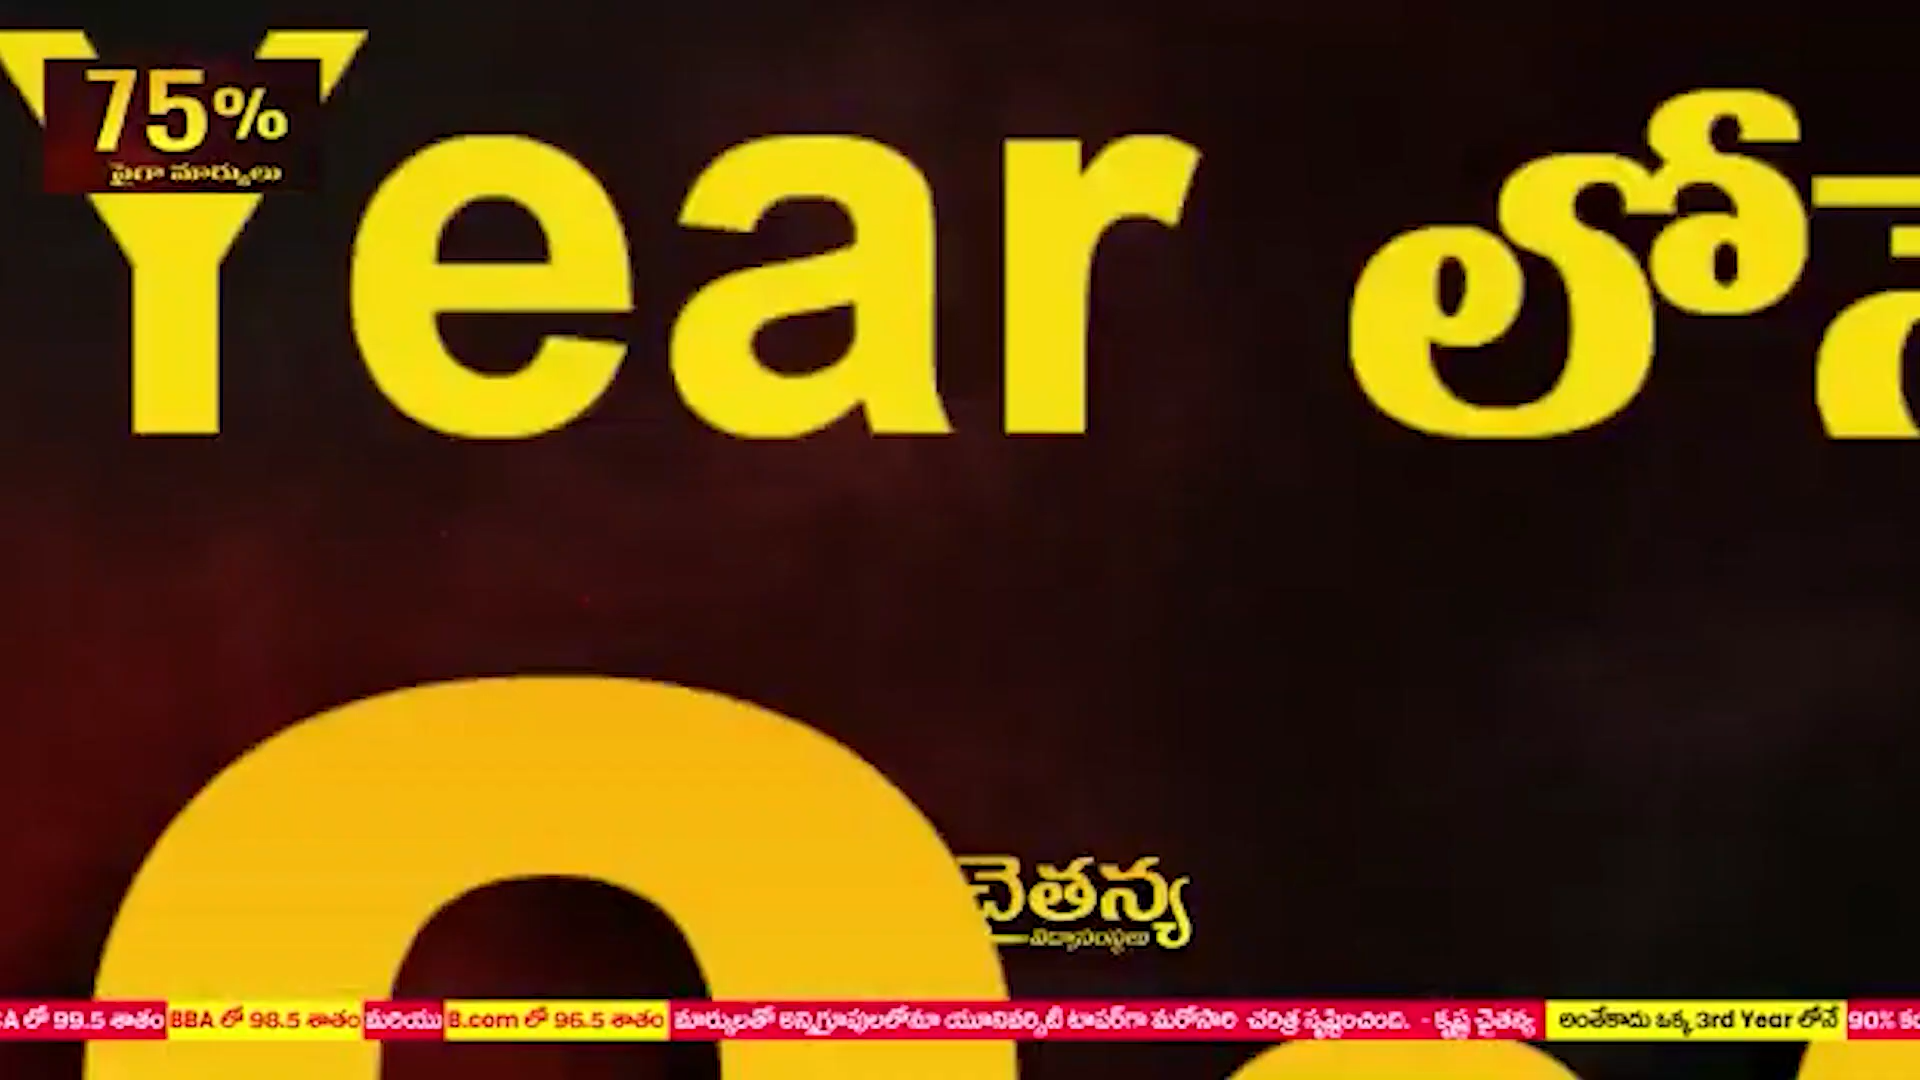 75%
పైగా మార్కులు
Year లోనే
చైతన్య
విద్యాసంస్థలు
లో 99.5 శాతం BBA లో 98.5 శాతం మరియు B.com లో 96.5 శాతం మార్కులతో అన్నిగ్రూపులలోనూ యూనివర్సిటీ టాపర్‌గా మరోసారి చరిత్ర సృష్టించింది. - కృష్ణ చైతన్య అంతేకాదు ఒక్క 3rd Year లోనే 90%